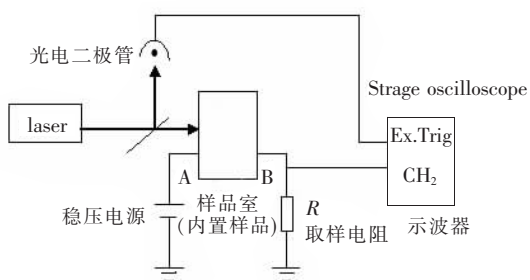 光电二极管
Strage oscilloscope
laser
Ex.Trig
CH₂
A
B
稳压电源
样品室
(内置样品)
R
取样电阻
示波器